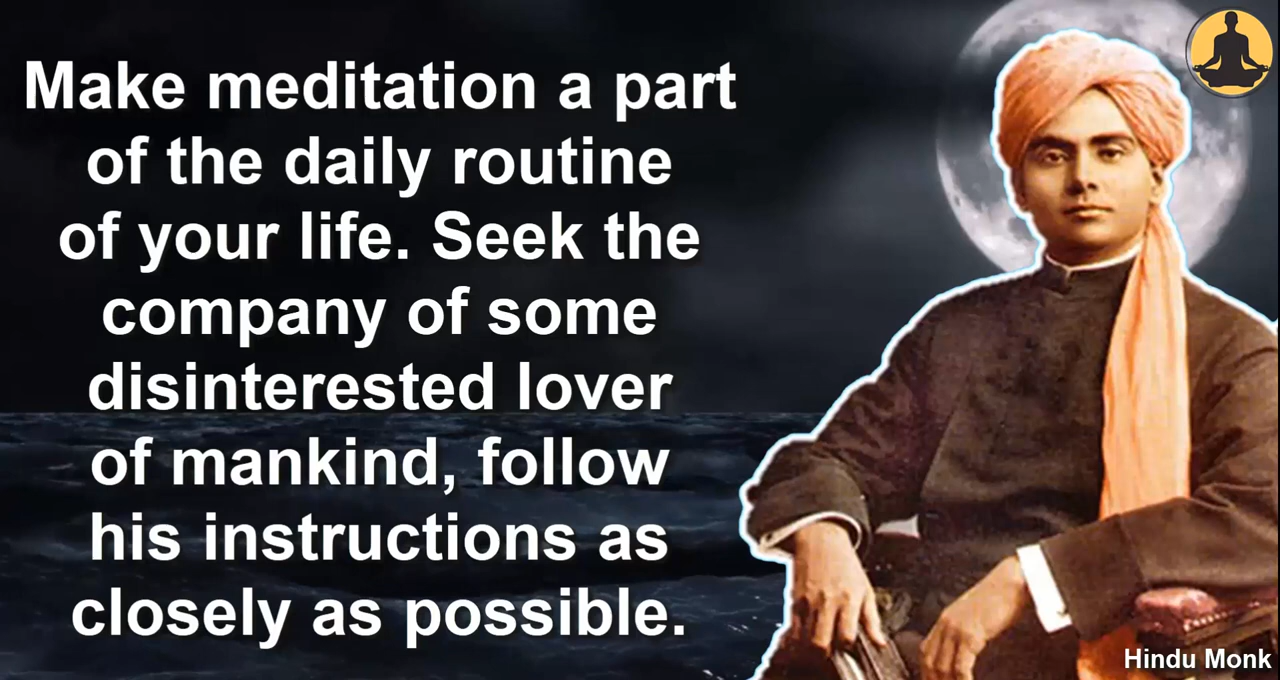 Make meditation a part
of the daily routine
of your life. Seek the
company of some
disinterested lover
of mankind, follow
his instructions as
closely as possible.
Hindu Monk